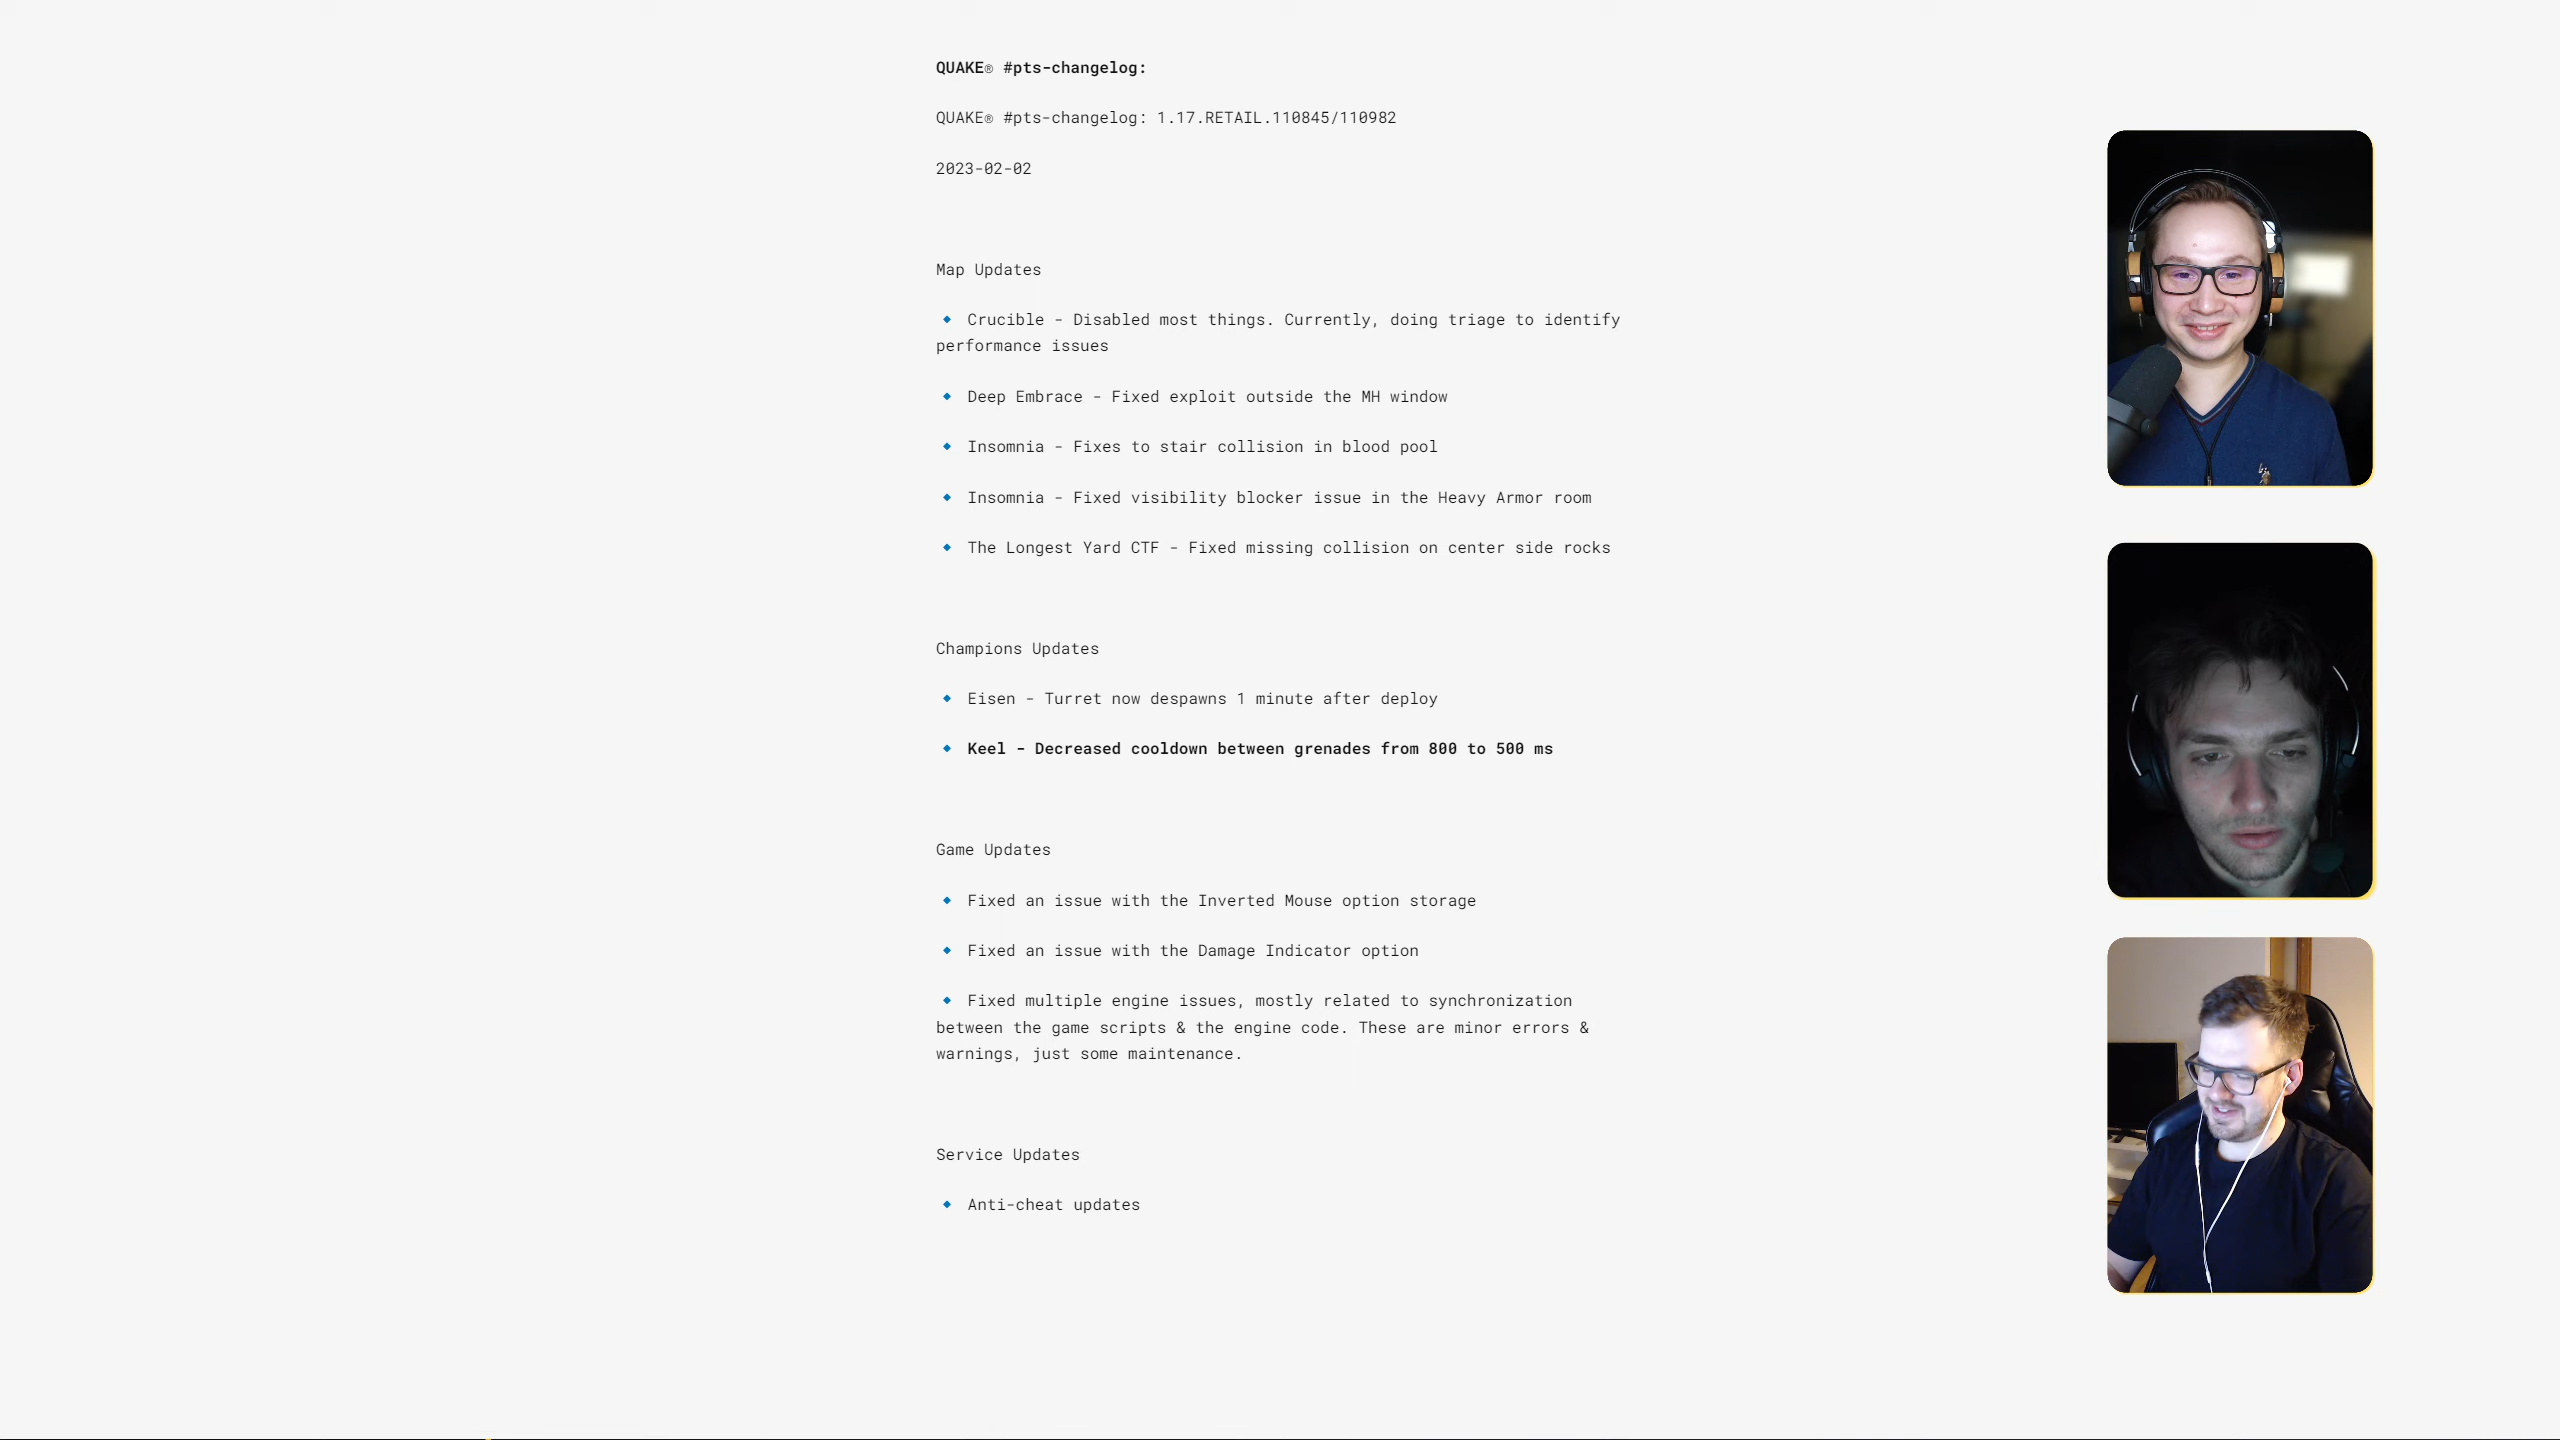 QUAKE® #pts-changelog:
QUAKE® #pts-changelog: 1.17.RETAIL.110845/110982
2023-02-02
Map Updates
🔹 Crucible - Disabled most things. Currently, doing triage to identify
performance issues
🔹 Deep Embrace - Fixed exploit outside the MH window
🔹 Insomnia - Fixes to stair collision in blood pool
🔹 Insomnia - Fixed visibility blocker issue in the Heavy Armor room
🔹 The Longest Yard CTF - Fixed missing collision on center side rocks
Champions Updates
🔹 Eisen - Turret now despawns 1 minute after deploy
🔹 Keel - Decreased cooldown between grenades from 800 to 500 ms
Game Updates
🔹 Fixed an issue with the Inverted Mouse option storage
🔹 Fixed an issue with the Damage Indicator option
🔹 Fixed multiple engine issues, mostly related to synchronization
between the game scripts & the engine code. These are minor errors &
warnings, just some maintenance.
Service Updates
🔹 Anti-cheat updates